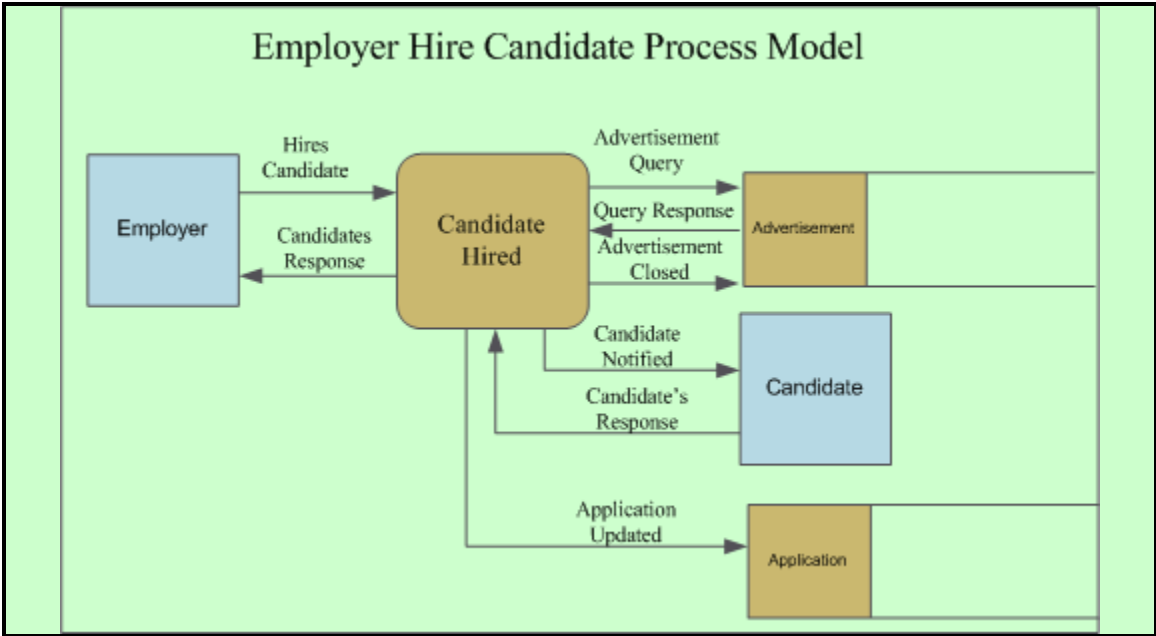 Employer Hire Candidate Process Model
Hires
Candidate
Employer
Candidates
Response
Candidate
Hired
Advertisement
Query
Query Response
Advertisement
Closed
Advertisement
Candidate
Notified
Candidate's
Response
Candidate
Application
Updated
Application